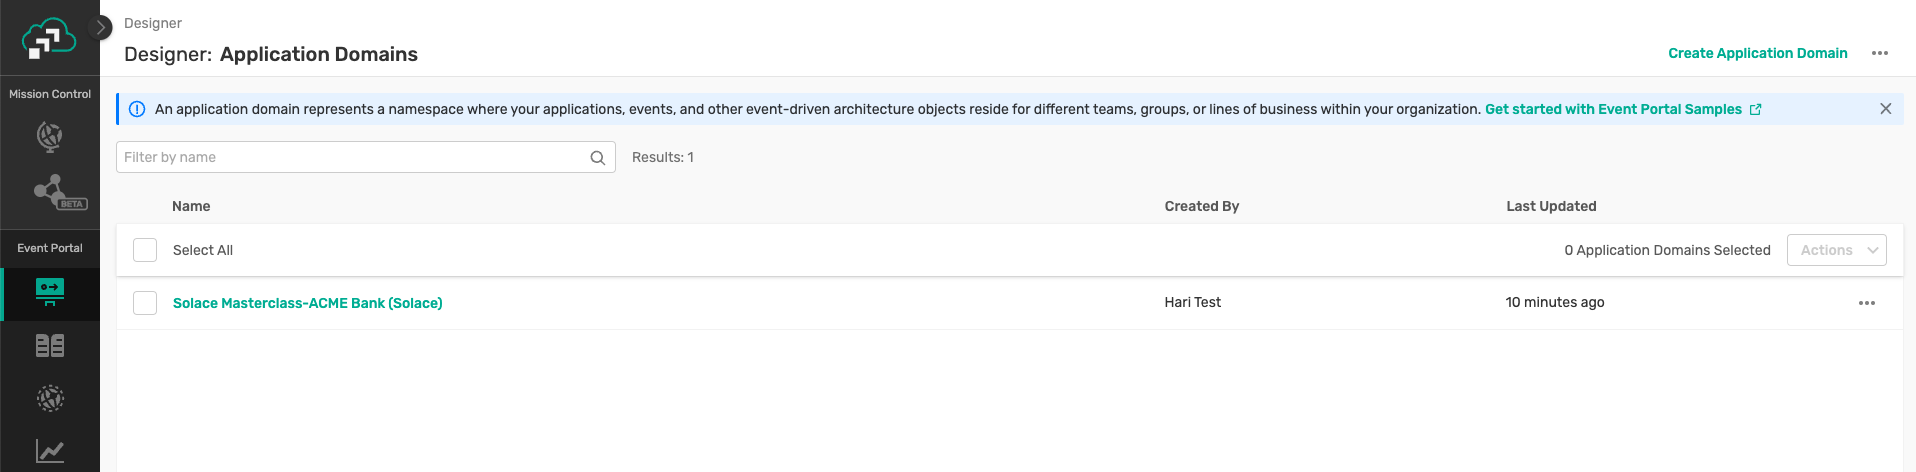 Designer
Designer: Application Domains
Create Application Domain
Mission Control
An application domain represents a namespace where your applications, events, and other event-driven architecture objects reside for different teams, groups, or lines of business within your organization. Get started with Event Portal Samples
Filter by name
Results: 1
BETA
Name Created By Last Updated
Event Portal
Select All 0 Application Domains Selected Actions
Solace Masterclass-ACME Bank (Solace) Hari Test 10 minutes ago